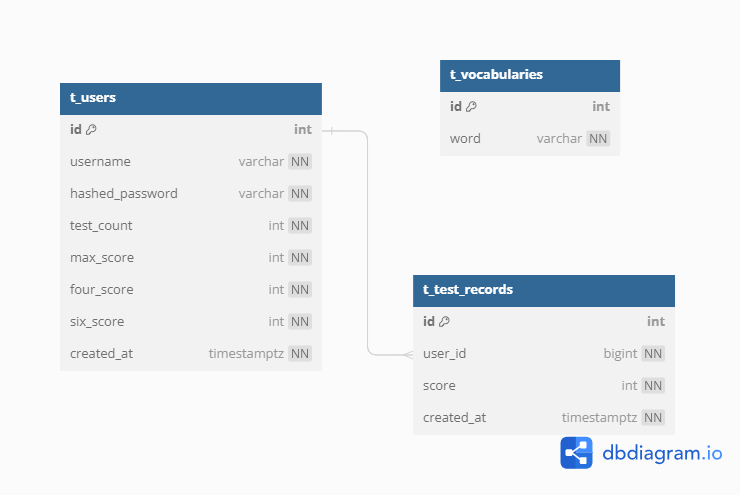 t_users
id int
username varchar NN
hashed_password varchar NN
test_count int NN
max_score int NN
four_score int NN
six_score int NN
created_at timestamptz NN
t_vocabularies
id int
word varchar NN
t_test_records
id int
user_id bigint NN
score int NN
created_at timestamptz NN
dbdiagram.io